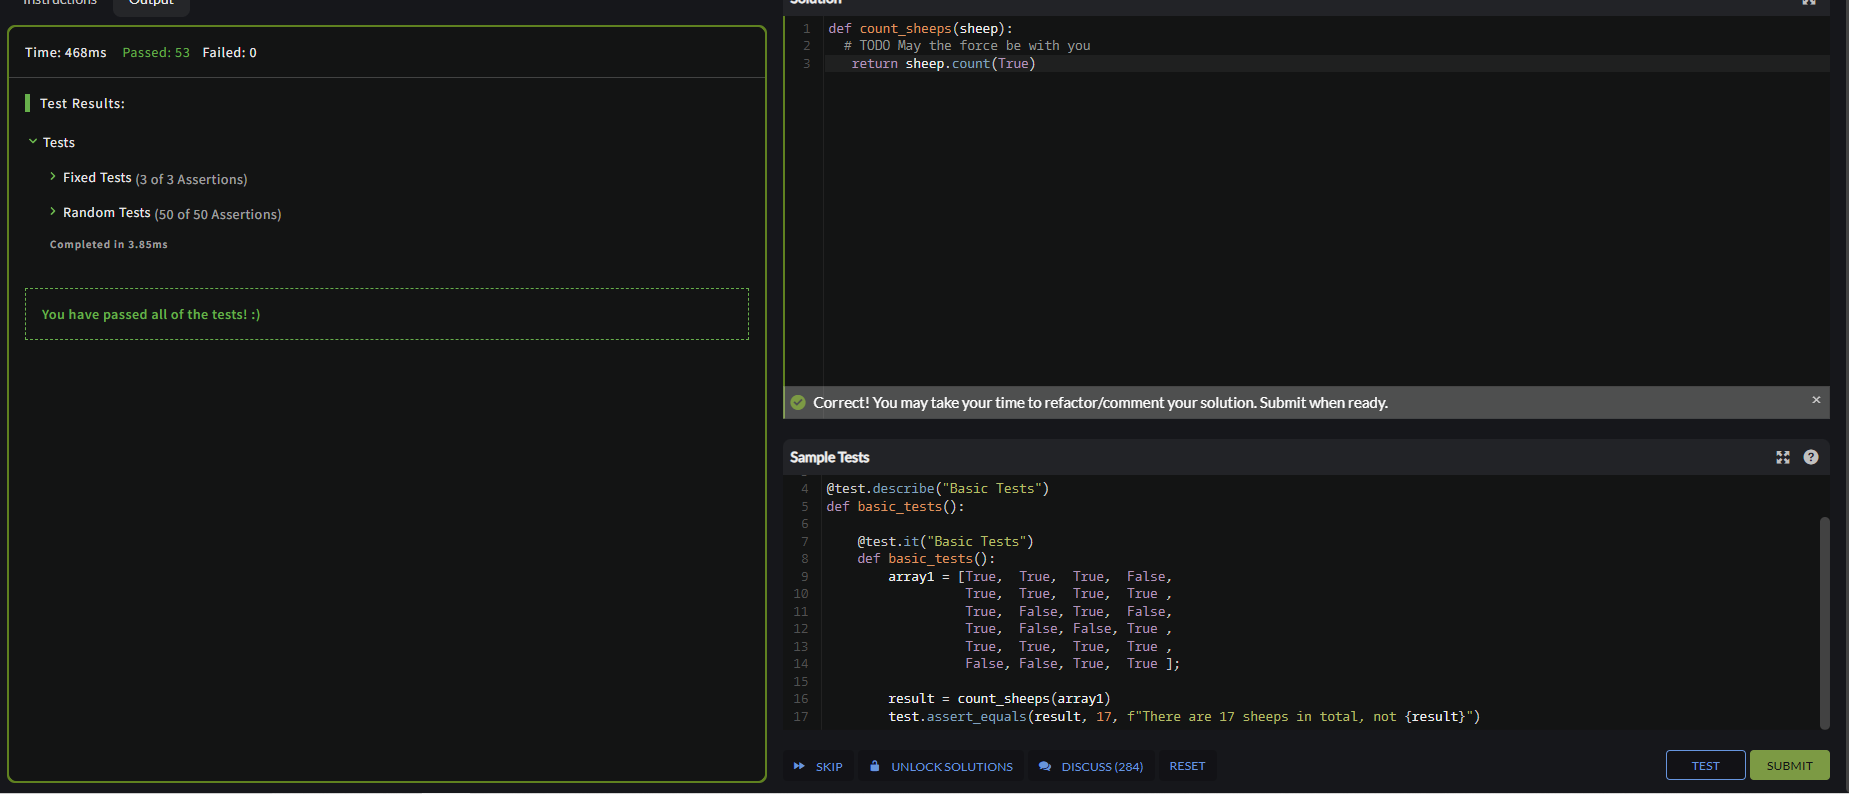 Instructions
Output
Time: 468ms Passed: 53 Failed: 0
Test Results:
Tests
Fixed Tests (3 of 3 Assertions)
Random Tests (50 of 50 Assertions)
Completed in 3.85ms
You have passed all of the tests! :)
Solution
1 def count_sheeps(sheep):
2   # TODO May the force be with you
3    return sheep.count(True)
Correct! You may take your time to refactor/comment your solution. Submit when ready.
×
Sample Tests
?
4 @test.describe("Basic Tests")
5 def basic_tests():
6
7     @test.it("Basic Tests")
8     def basic_tests():
9         array1 = [True,  True,  True,  False,
10                   True,  True,  True,  True ,
11                   True,  False, True,  False,
12                   True,  False, False, True ,
13                   True,  True,  True,  True ,
14                   False, False, True,  True ];
15
16         result = count_sheeps(array1)
17         test.assert_equals(result, 17, f"There are 17 sheeps in total, not {result}")
SKIP
UNLOCK SOLUTIONS
DISCUSS (284)
RESET
TEST
SUBMIT